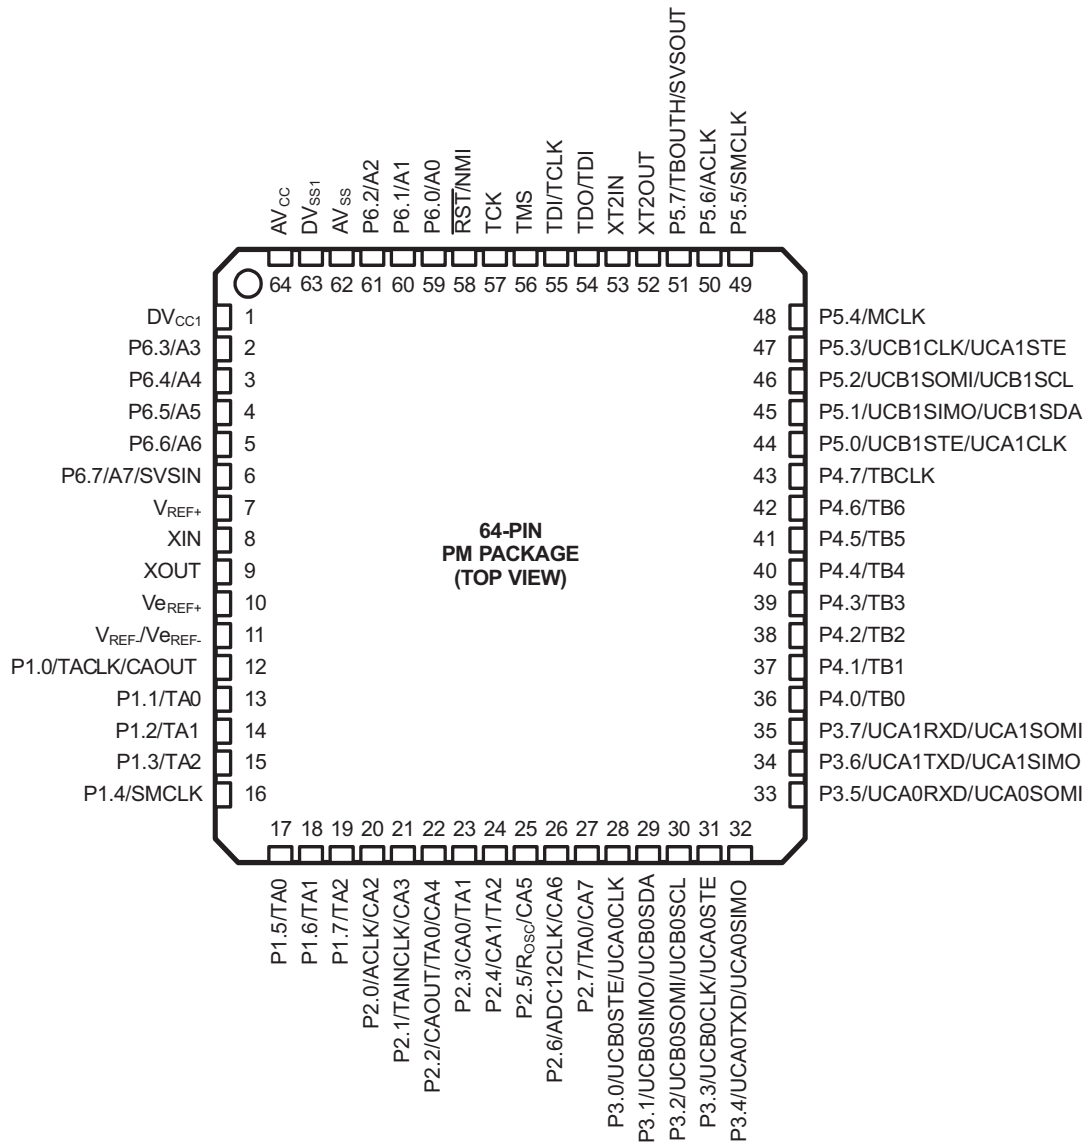 AVCC
DVSS1
AVSS
P6.2/A2
P6.1/A1
P6.0/A0
RST/NMI
TCK
TMS
TDI/TCLK
TDO/TDI
XT2IN
XT2OUT
P5.7/TBOUTH/SVSOUT
P5.6/ACLK
P5.5/SMCLK
64 63 62 61 60 59 58 57 56 55 54 53 52 51 50 49
DVCC1 1
P6.3/A3 2
P6.4/A4 3
P6.5/A5 4
P6.6/A6 5
P6.7/A7/SVSIN 6
VREF+ 7
XIN 8
XOUT 9
VeREF+ 10
VREF-/VeREF- 11
P1.0/TACLK/CAOUT 12
P1.1/TA0 13
P1.2/TA1 14
P1.3/TA2 15
P1.4/SMCLK 16
64-PIN
PM PACKAGE
(TOP VIEW)
48 P5.4/MCLK
47 P5.3/UCB1CLK/UCA1STE
46 P5.2/UCB1SOMI/UCB1SCL
45 P5.1/UCB1SIMO/UCB1SDA
44 P5.0/UCB1STE/UCA1CLK
43 P4.7/TBCLK
42 P4.6/TB6
41 P4.5/TB5
40 P4.4/TB4
39 P4.3/TB3
38 P4.2/TB2
37 P4.1/TB1
36 P4.0/TB0
35 P3.7/UCA1RXD/UCA1SOMI
34 P3.6/UCA1TXD/UCA1SIMO
33 P3.5/UCA0RXD/UCA0SOMI
17 18 19 20 21 22 23 24 25 26 27 28 29 30 31 32
P1.5/TA0
P1.6/TA1
P1.7/TA2
P2.0/ACLK/CA2
P2.1/TAINCLK/CA3
P2.2/CAOUT/TA0/CA4
P2.3/CA0/TA1
P2.4/CA1/TA2
P2.5/ROSC/CA5
P2.6/ADC12CLK/CA6
P2.7/TA0/CA7
P3.0/UCB0STE/UCA0CLK
P3.1/UCB0SIMO/UCB0SDA
P3.2/UCB0SOMI/UCB0SCL
P3.3/UCB0CLK/UCA0STE
P3.4/UCA0TXD/UCA0SIMO